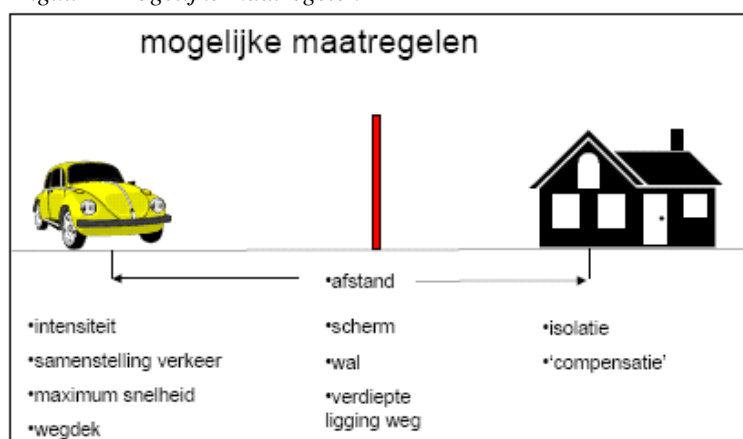 mogelijke maatregelen
•afstand
•intensiteit
•samenstelling verkeer
•maximum snelheid
•wegdek
•scherm
•wal
•verdiepte
ligging weg
•isolatie
•‘compensatie’